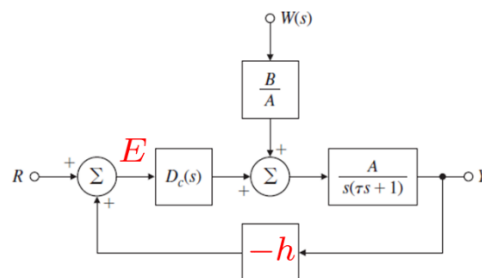 W(s)
B
A
+
+ E + A
R Σ D_c(s) Σ s(τs + 1) Y
+ +
-h